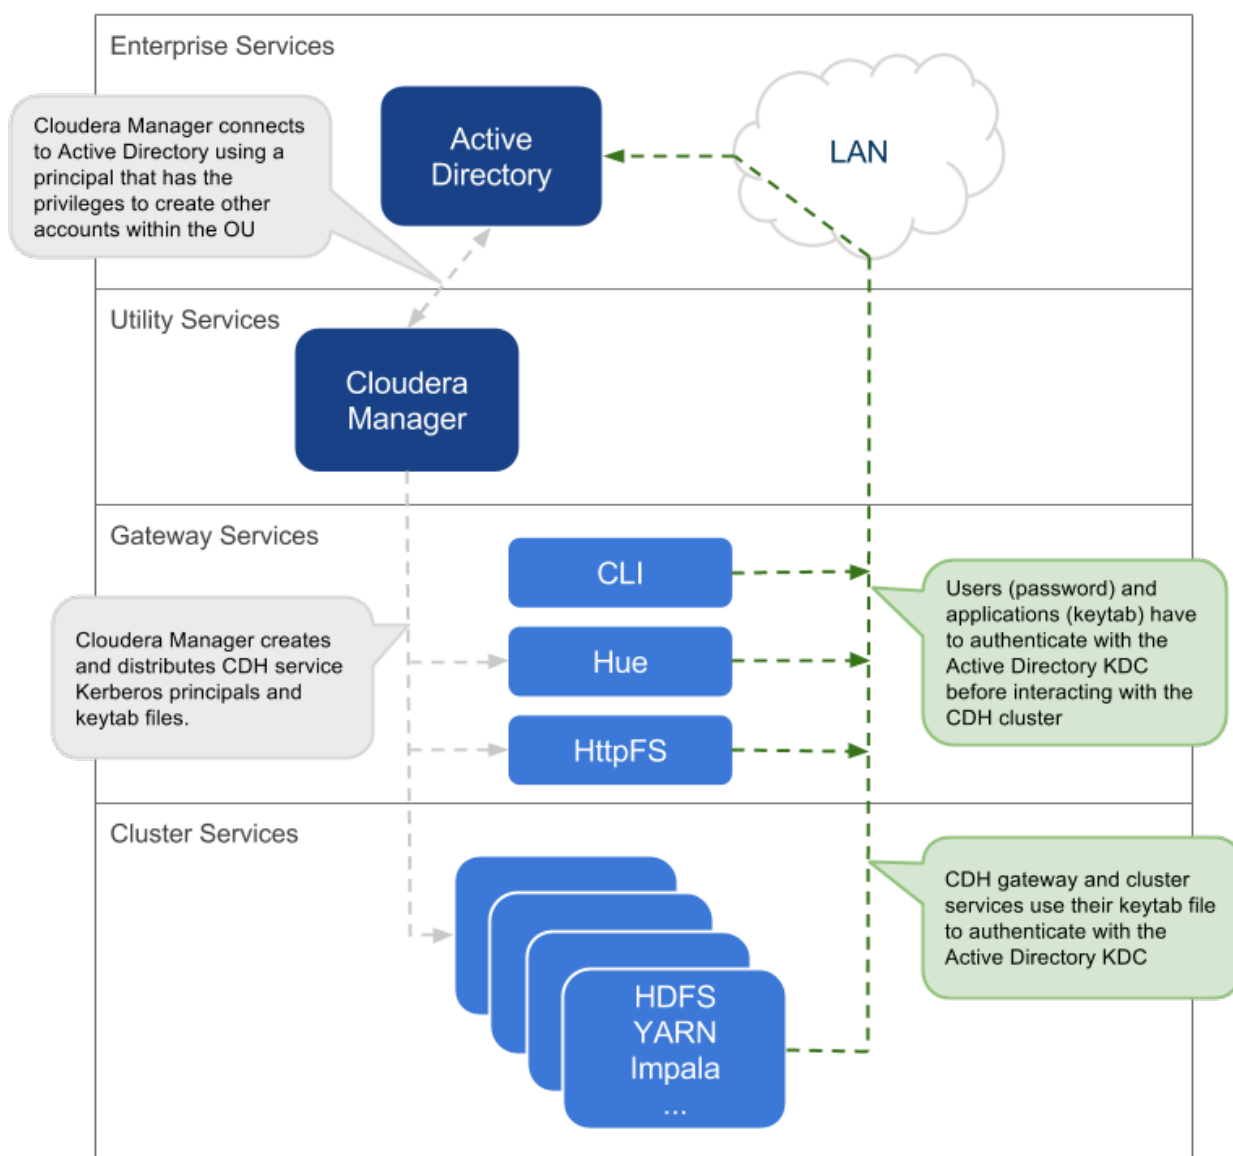 Enterprise Services
Cloudera Manager connects
to Active Directory using a
principal that has the
privileges to create other
accounts within the OU
Active
Directory
LAN
Utility Services
Cloudera
Manager
Gateway Services
CLI
Hue
HttpFS
Cloudera Manager creates
and distributes CDH service
Kerberos principals and
keytab files.
Users (password) and
applications (keytab) have
to authenticate with the
Active Directory KDC
before interacting with the
CDH cluster
Cluster Services
HDFS
YARN
Impala
...
CDH gateway and cluster
services use their keytab file
to authenticate with the
Active Directory KDC